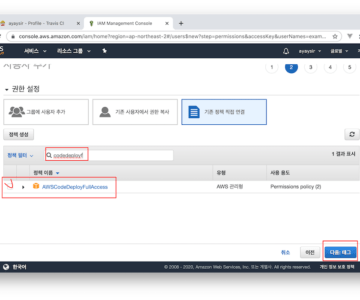 ayayoir - Profile - Travis CI
IAM Management Console
console.aws.amazon.com/iam/home?region=ap-northeast-2#/users$new?step=permissions&accessKey&userNames=exam...
서비스
리소스 그룹
ayayoir
글로벌
사용자 추가
1 2 3 4 5
권한 설정
그룹에 사용자 추가
기존 사용자에서 권한 복사
기존 정책 직접 연결
정책 생성
정책 필터
codedeployf
1 결과 표시
정책 이름
유형
사용 용도
AWSCodeDeployFullAccess
AWS 관리형
Permissions policy (2)
취소
이전
다음: 태그
한국어
© 2008 - 2020, Amazon Web Services, Inc. 또는 계열사. All rights reserved.
개인 정보 보호 정책